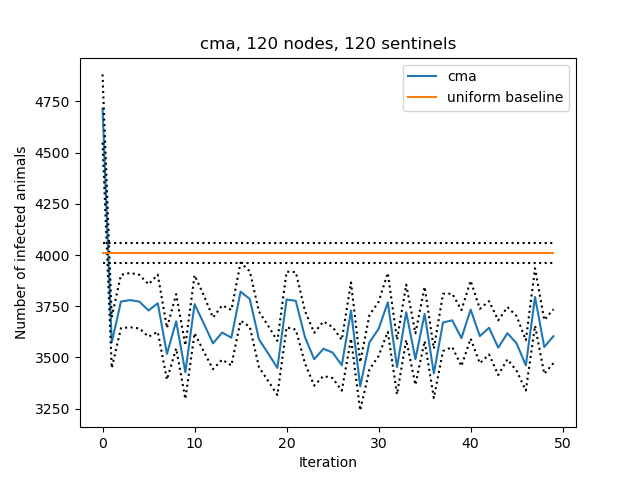 cma, 120 nodes, 120 sentinels
cma
uniform baseline
4750
4500
4250
4000
3750
3500
3250
Number of infected animals
0 10 20 30 40 50
Iteration